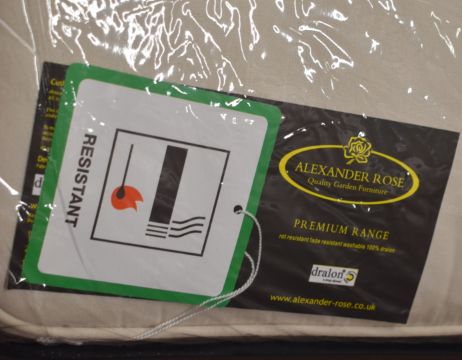 RESISTANT
ALEXANDER ROSE
Quality Garden Furniture
PREMIUM RANGE
rot resistant fade resistant washable 100% dralon
dralon
www.alexander-rose.co.uk